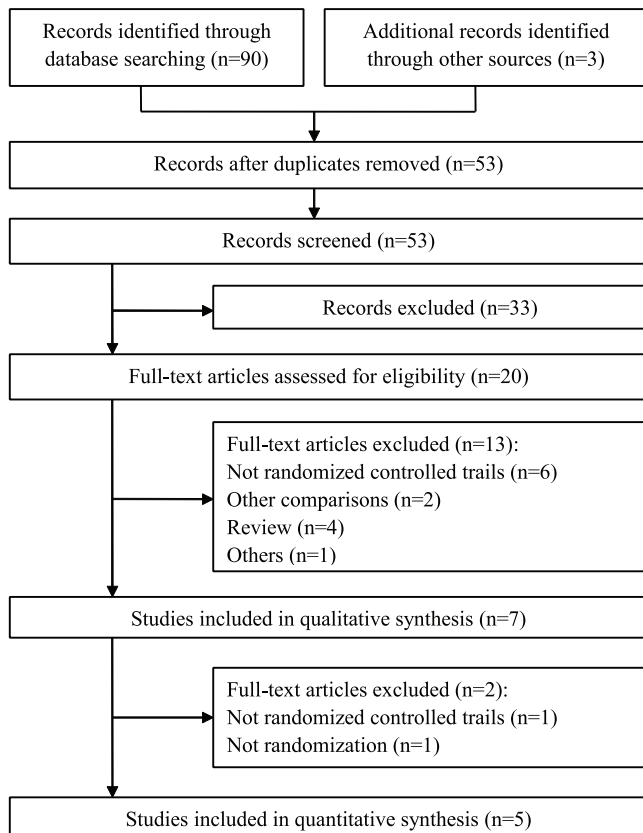 Records identified through
database searching (n=90)
Additional records identified
through other sources (n=3)
Records after duplicates removed (n=53)
Records screened (n=53)
Records excluded (n=33)
Full-text articles assessed for eligibility (n=20)
Full-text articles excluded (n=13):
Not randomized controlled trails (n=6)
Other comparisons (n=2)
Review (n=4)
Others (n=1)
Studies included in qualitative synthesis (n=7)
Full-text articles excluded (n=2):
Not randomized controlled trails (n=1)
Not randomization (n=1)
Studies included in quantitative synthesis (n=5)